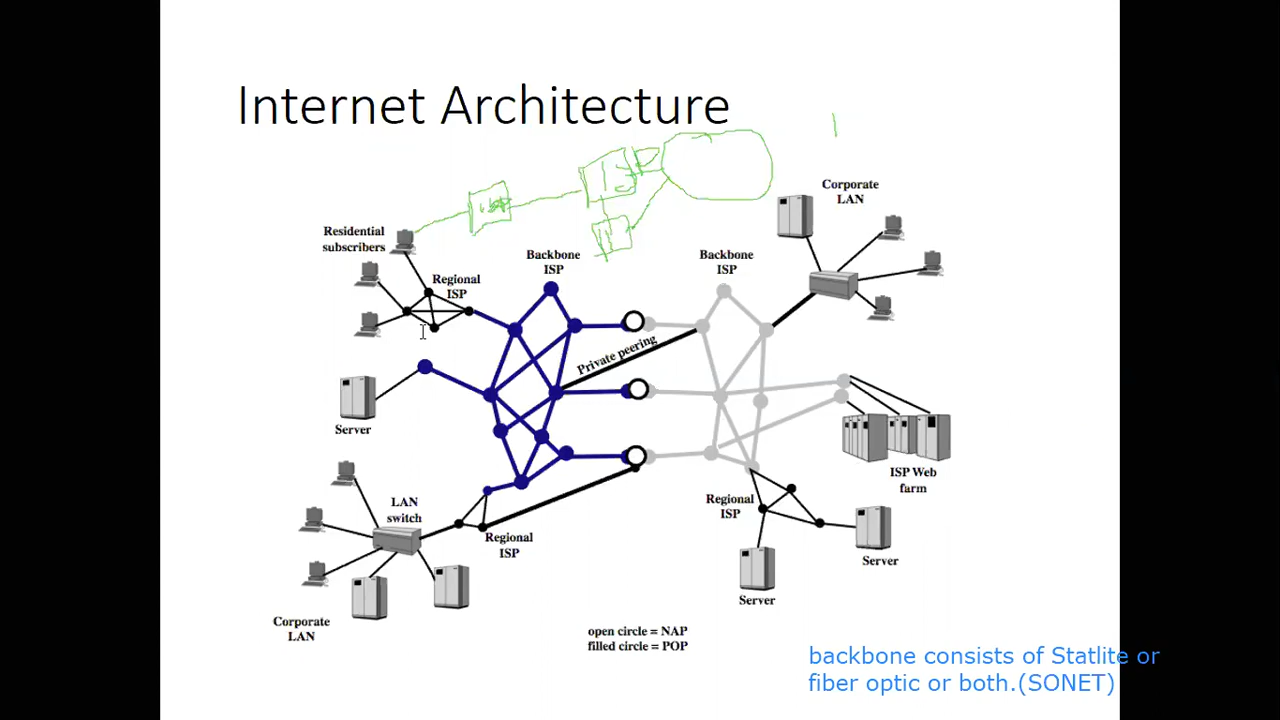 Internet Architecture
Corporate
LAN
Residential
subscribers
Backbone
ISP
Backbone
ISP
Regional
ISP
Private peering
Server
ISP Web
farm
LAN
switch
Regional
ISP
Regional
ISP
Server
Server
Corporate
LAN
open circle = NAP
filled circle = POP
backbone consists of Statlite or
fiber optic or both.(SONET)